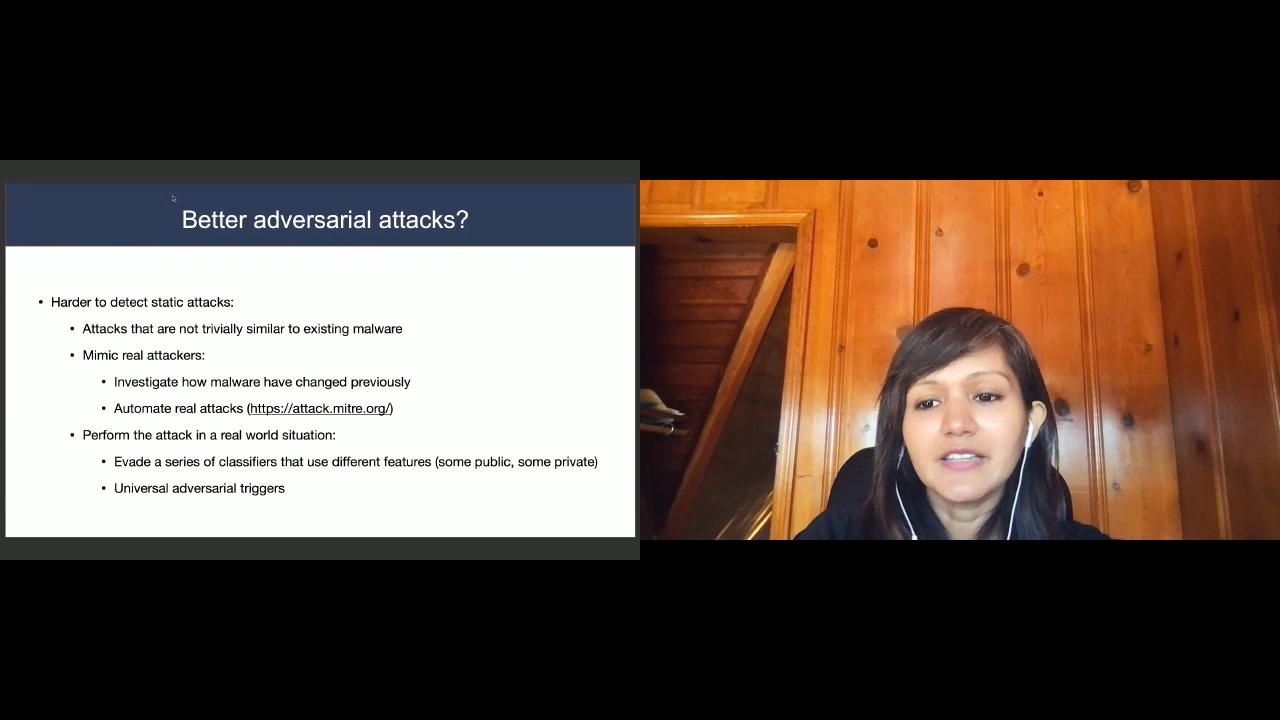 Better adversarial attacks?
• Harder to detect static attacks:
• Attacks that are not trivially similar to existing malware
• Mimic real attackers:
• Investigate how malware have changed previously
• Automate real attacks (https://attack.mitre.org/)
• Perform the attack in a real world situation:
• Evade a series of classifiers that use different features (some public, some private)
• Universal adversarial triggers